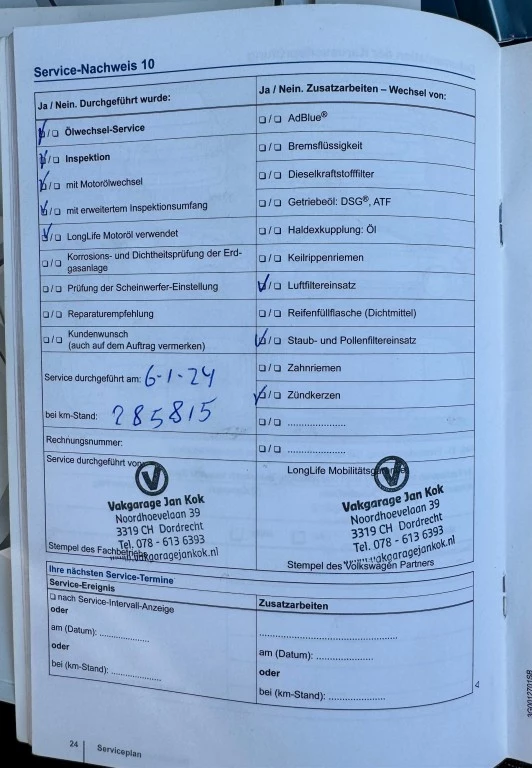 Service-Nachweis 10
Ja / Nein. Durchgeführt wurde:
☑/❏ Ölwechsel-Service
☑/❏ Inspektion
☑/❏ mit Motorölwechsel
☑/❏ mit erweitertem Inspektionsumfang
☑/❏ LongLife Motoröl verwendet
❏/❏ Korrosions- und Dichtheitsprüfung der Erd-
gasanlage
❏/❏ Prüfung der Scheinwerfer-Einstellung
❏/❏ Reparaturempfehlung
❏/❏ Kundenwunsch
(auch auf dem Auftrag vermerken)
Service durchgeführt am: 6-1-24
bei km-Stand: 285815
Rechnungsnummer:
Service durchgeführt von:
V
Vakgarage Jan Kok
Noordhoevelaan 39
3319 CH Dordrecht
Tel. 078 - 613 6393
www.vakgaragejankok.nl
Stempel des Fachbetriebs
Ja / Nein. Zusatzarbeiten – Wechsel von:
❏/❏ AdBlue®
❏/❏ Bremsflüssigkeit
❏/❏ Dieselkraftstofffilter
❏/❏ Getriebeöl: DSG®, ATF
❏/❏ Haldexkupplung: Öl
❏/❏ Keilrippenriemen
☑/❏ Luftfiltereinsatz
❏/❏ Reifenfüllflasche (Dichtmittel)
☑/❏ Staub- und Pollenfiltereinsatz
❏/❏ Zahnriemen
☑/❏ Zündkerzen
❏/❏ .....................
❏/❏ .....................
LongLife Mobilitätsgarantie
V
Vakgarage Jan Kok
Noordhoevelaan 39
3319 CH Dordrecht
Tel. 078 - 613 6393
www.vakgaragejankok.nl
Stempel des Volkswagen Partners
Ihre nächsten Service-Termine
Service-Ereignis
❏ nach Service-Intervall-Anzeige
oder
am (Datum): ..................
oder
bei (km-Stand): ..................
Zusatzarbeiten
..................................................
am (Datum): .....................
oder
bei (km-Stand): .....................
24 Serviceplan